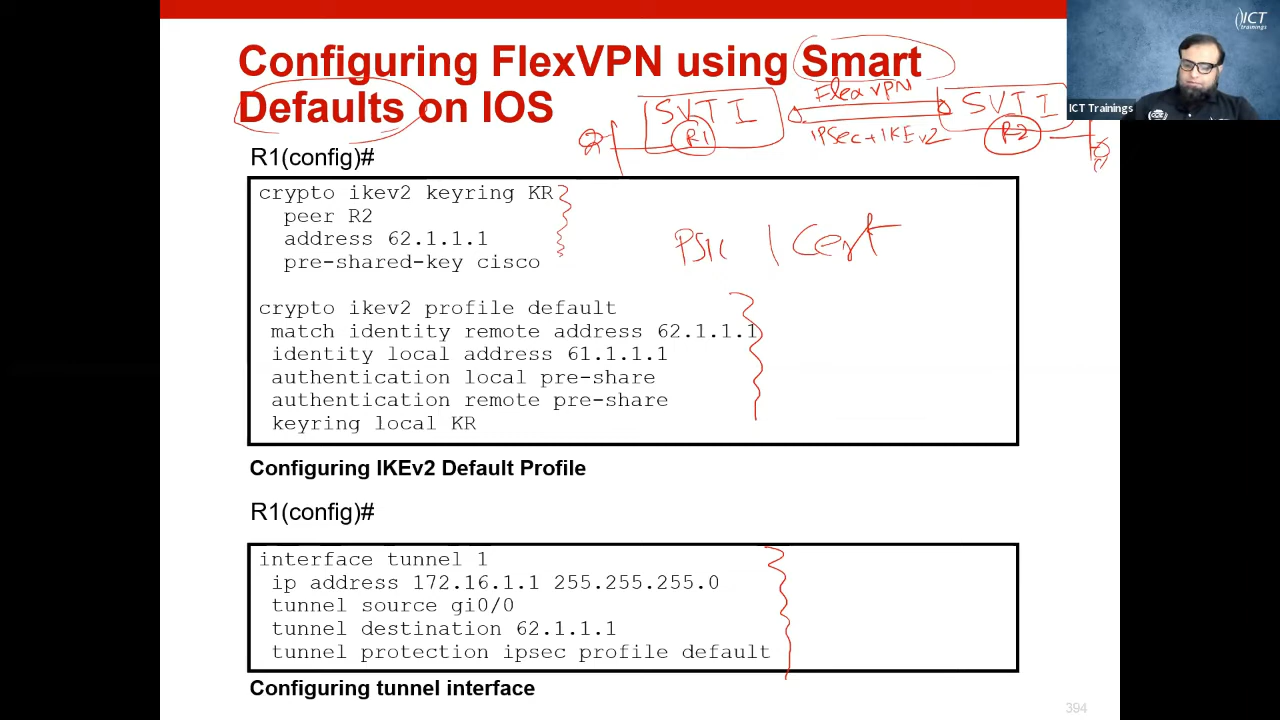 Configuring FlexVPN using Smart
Defaults on IOS
ICT
trainings
ICT Trainings
SVTI
FlexVPN
SVTI
R1
IPSec+IKEv2
R2
R1(config)#
crypto ikev2 keyring KR
peer R2
address 62.1.1.1
pre-shared-key cisco
PSK | Cert
crypto ikev2 profile default
match identity remote address 62.1.1.1
identity local address 61.1.1.1
authentication local pre-share
authentication remote pre-share
keyring local KR
Configuring IKEv2 Default Profile
R1(config)#
interface tunnel 1
ip address 172.16.1.1 255.255.255.0
tunnel source gi0/0
tunnel destination 62.1.1.1
tunnel protection ipsec profile default
Configuring tunnel interface
394